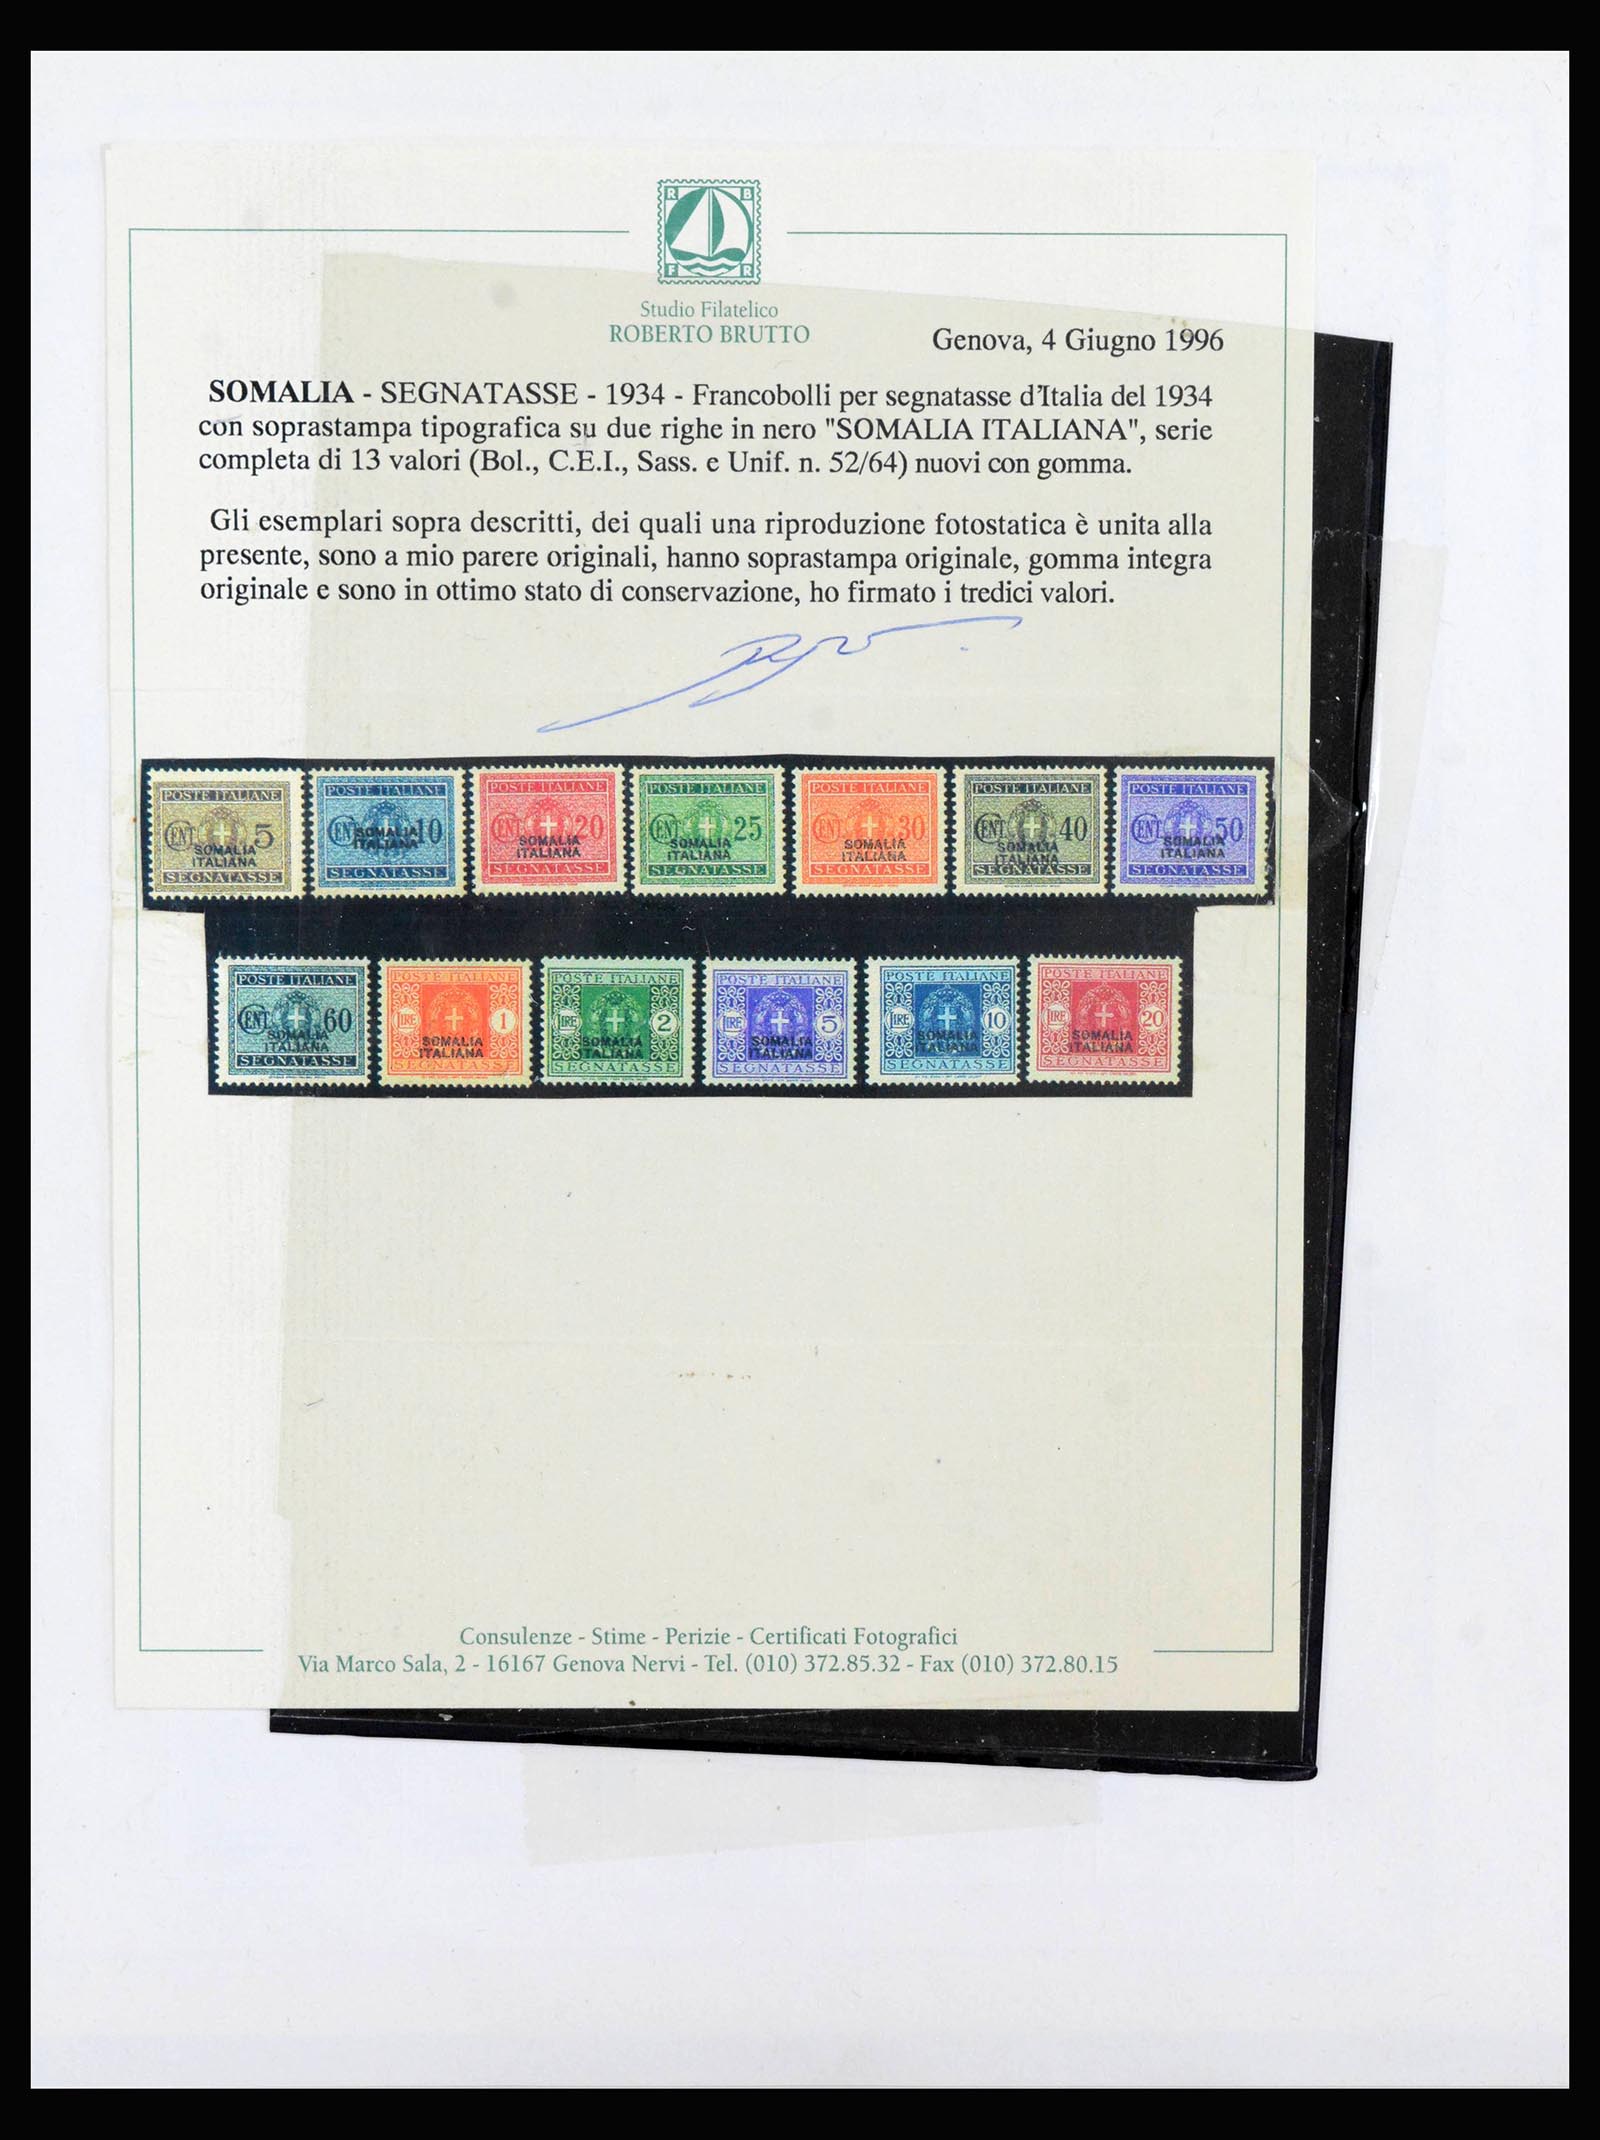 R B
F R
Studio Filatelico
ROBERTO BRUTTO
Genova, 4 Giugno 1996
SOMALIA - SEGNATASSE - 1934 - Francobolli per segnatasse d'Italia del 1934
con soprastampa tipografica su due righe in nero "SOMALIA ITALIANA", serie
completa di 13 valori (Bol., C.E.I., Sass. e Unif. n. 52/64) nuovi con gomma.
Gli esemplari sopra descritti, dei quali una riproduzione fotostatica è unita alla
presente, sono a mio parere originali, hanno soprastampa originale, gomma integra
originale e sono in ottimo stato di conservazione, ho firmato i tredici valori.
POSTE ITALIANE
CENT 5
SOMALIA
ITALIANA
SEGNATASSE
POSTE ITALIANE
CENT 10
SOMALIA
ITALIANA
SEGNATASSE
POSTE ITALIANE
CENT 20
SOMALIA
ITALIANA
SEGNATASSE
POSTE ITALIANE
CENT 25
SOMALIA
ITALIANA
SEGNATASSE
POSTE ITALIANE
CENT 30
SOMALIA
ITALIANA
SEGNATASSE
POSTE ITALIANE
CENT 40
SOMALIA
ITALIANA
SEGNATASSE
POSTE ITALIANE
CENT 50
SOMALIA
ITALIANA
SEGNATASSE
POSTE ITALIANE
CENT 60
SOMALIA
ITALIANA
SEGNATASSE
POSTE ITALIANE
LIRE 1
SOMALIA
ITALIANA
SEGNATASSE
POSTE ITALIANE
LIRE 2
SOMALIA
ITALIANA
SEGNATASSE
POSTE ITALIANE
LIRE 5
SOMALIA
ITALIANA
SEGNATASSE
POSTE ITALIANE
LIRE 10
SOMALIA
ITALIANA
SEGNATASSE
POSTE ITALIANE
LIRE 20
SOMALIA
ITALIANA
SEGNATASSE
Consulenze - Stime - Perizie - Certificati Fotografici
Via Marco Sala, 2 - 16167 Genova Nervi - Tel. (010) 372.85.32 - Fax (010) 372.80.15